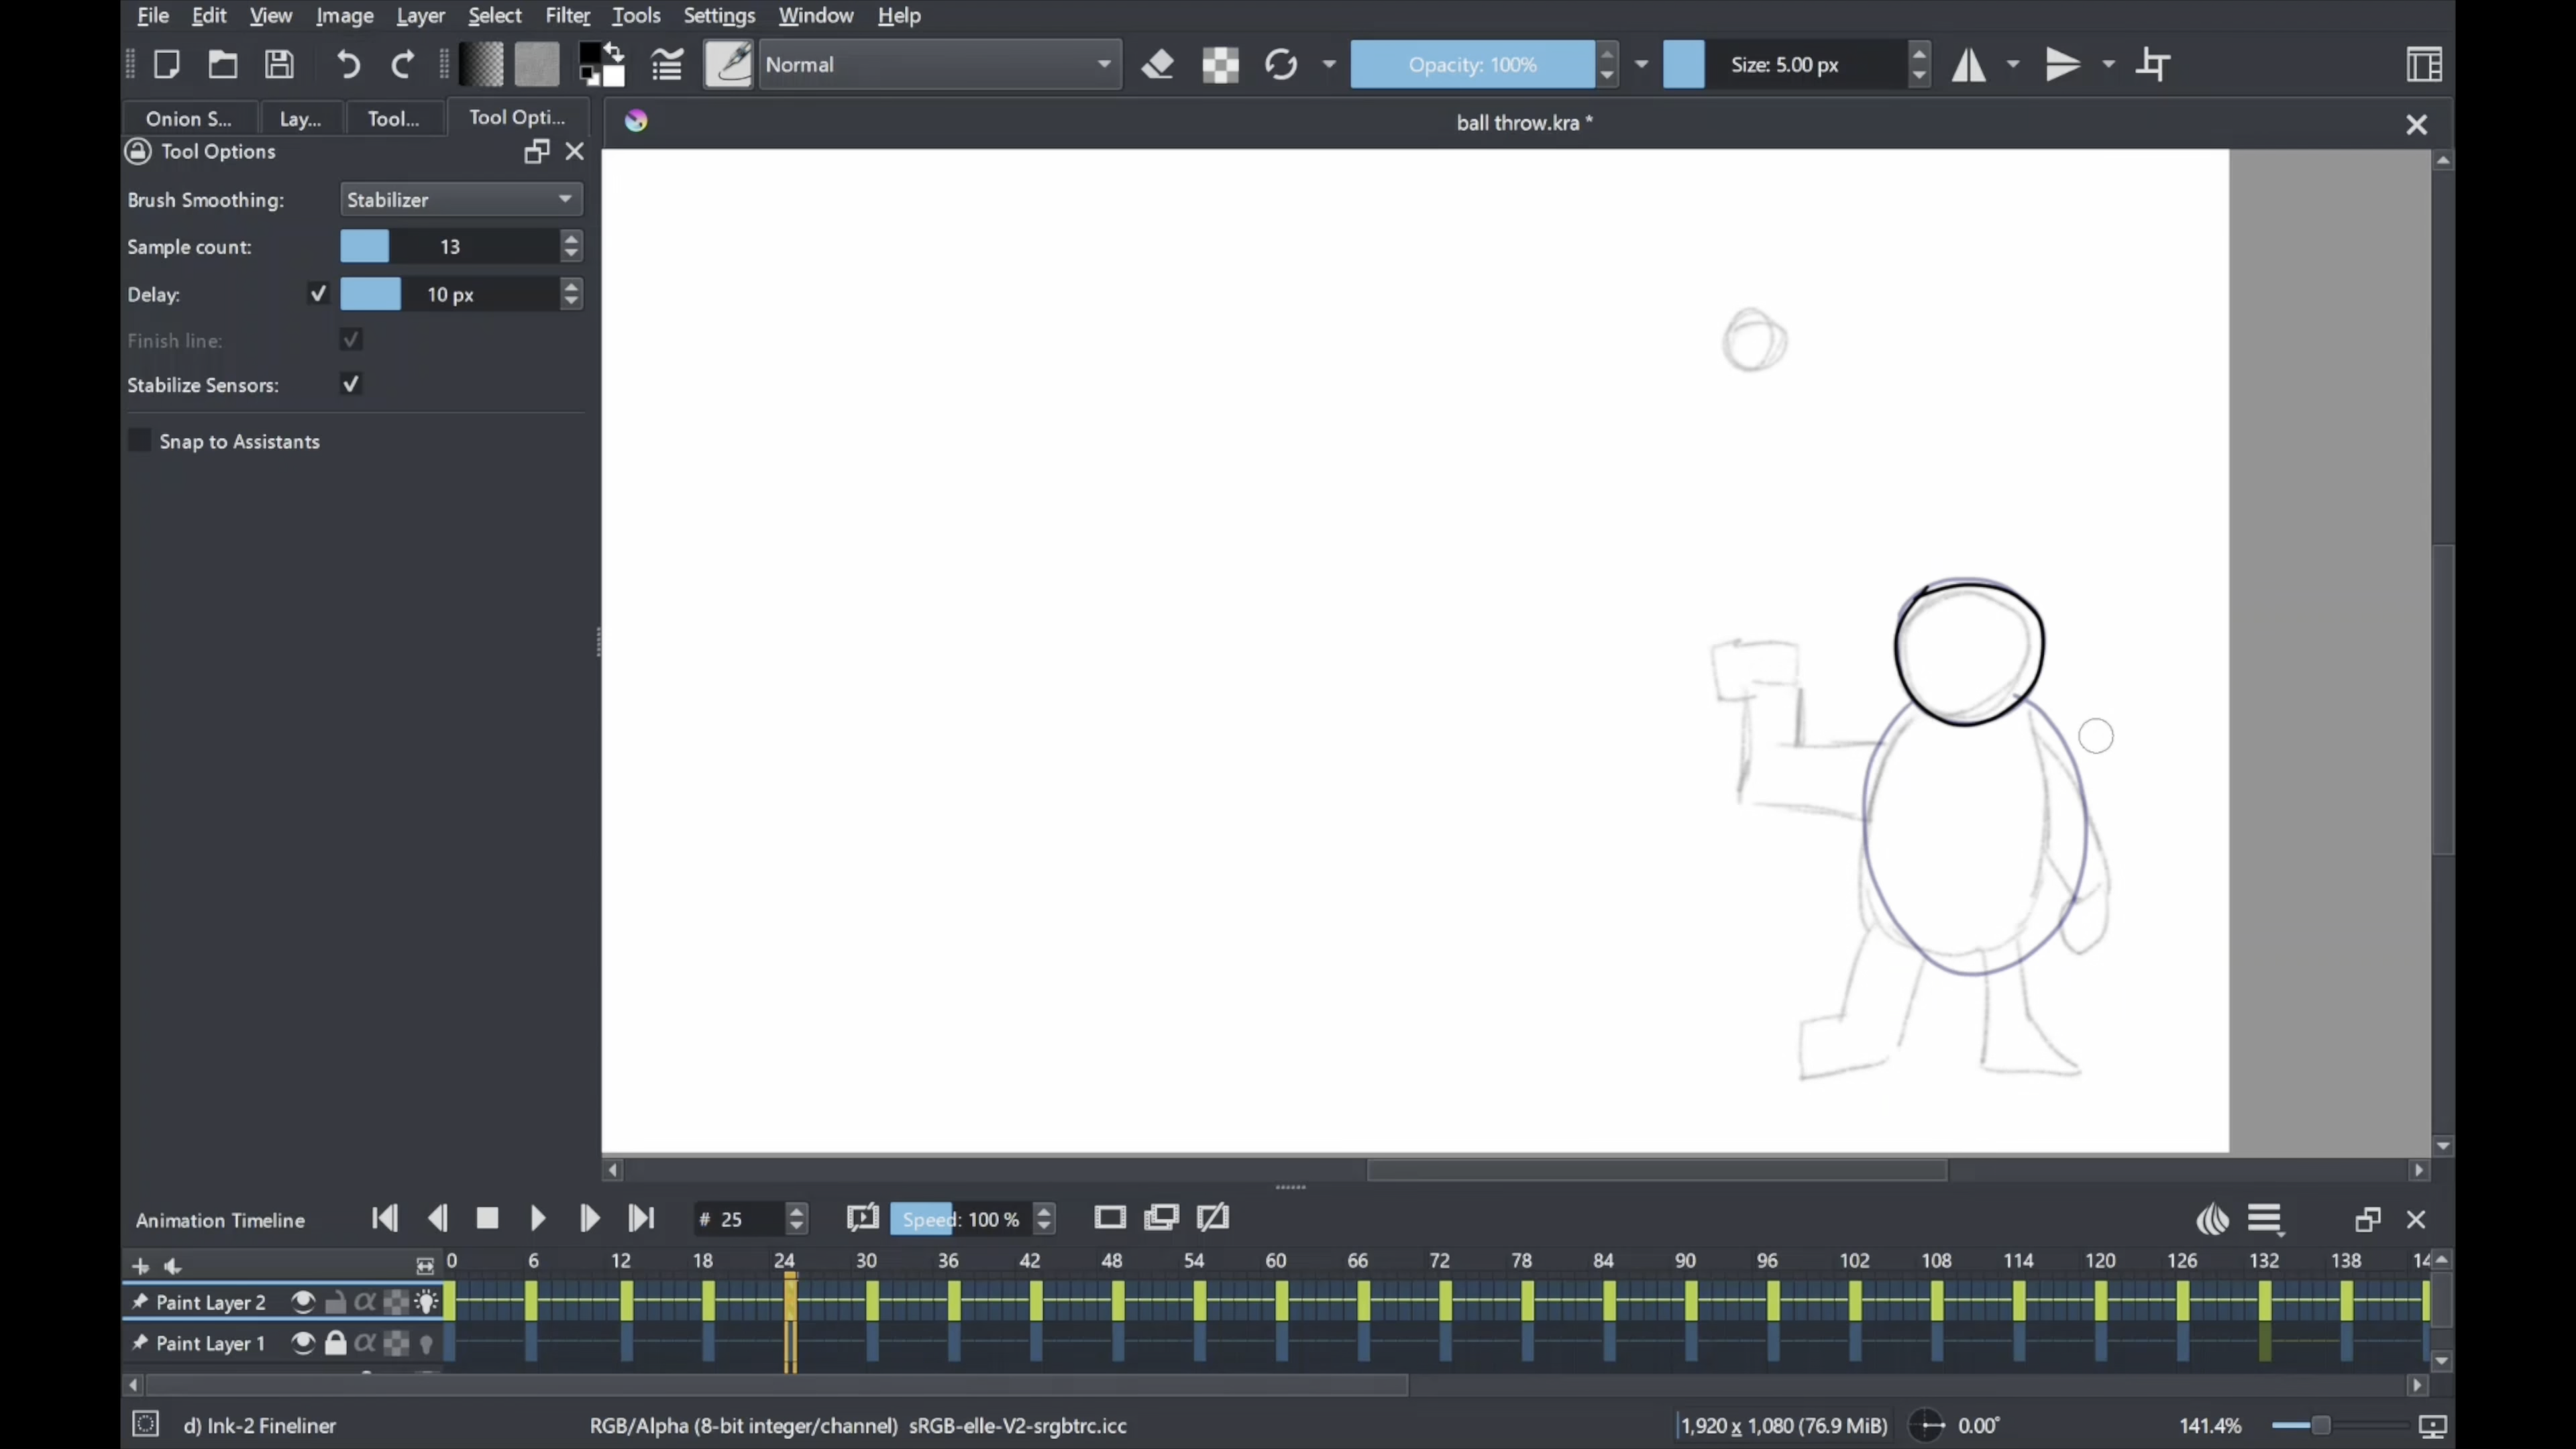 File Edit View Image Layer Select Filter Tools Settings Window Help
Normal Opacity: 100% Size: 5.00 px
Onion S... Lay... Tool... Tool Opti...
ball throw.kra *
Tool Options
Brush Smoothing: Stabilizer
Sample count: 13
Delay: 10 px
Finish line:
Stabilize Sensors:
Snap to Assistants
Animation Timeline # 25 Speed: 100 %
0 6 12 18 24 30 36 42 48 54 60 66 72 78 84 90 96 102 108 114 120 126 132 138
Paint Layer 2
Paint Layer 1
d) Ink-2 Fineliner RGB/Alpha (8-bit integer/channel) sRGB-elle-V2-srgbtrc.icc 1,920 x 1,080 (76.9 MiB) 0.00° 141.4%